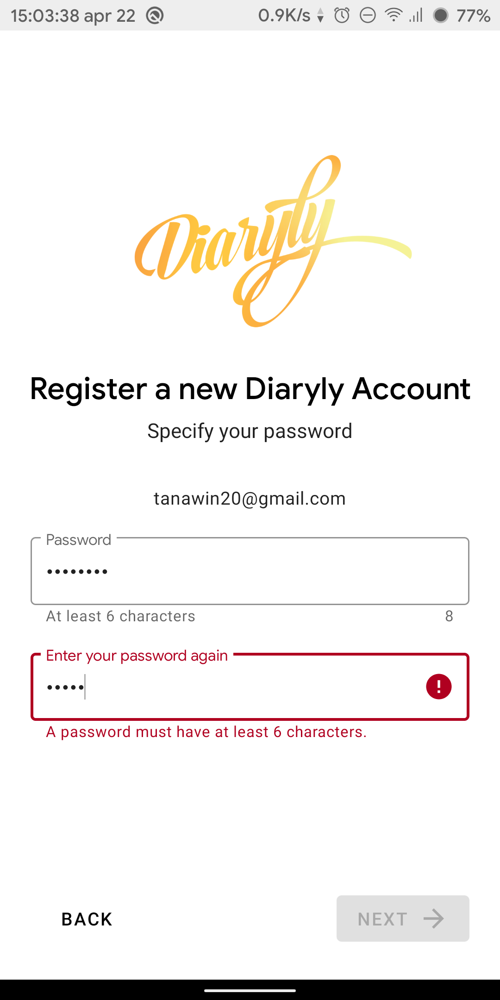 15:03:38 apr 22 0.9K/s 77%
Diaryly
Register a new Diaryly Account
Specify your password
tanawin20@gmail.com
Password
••••••••
At least 6 characters 8
Enter your password again
•••••
A password must have at least 6 characters.
BACK NEXT